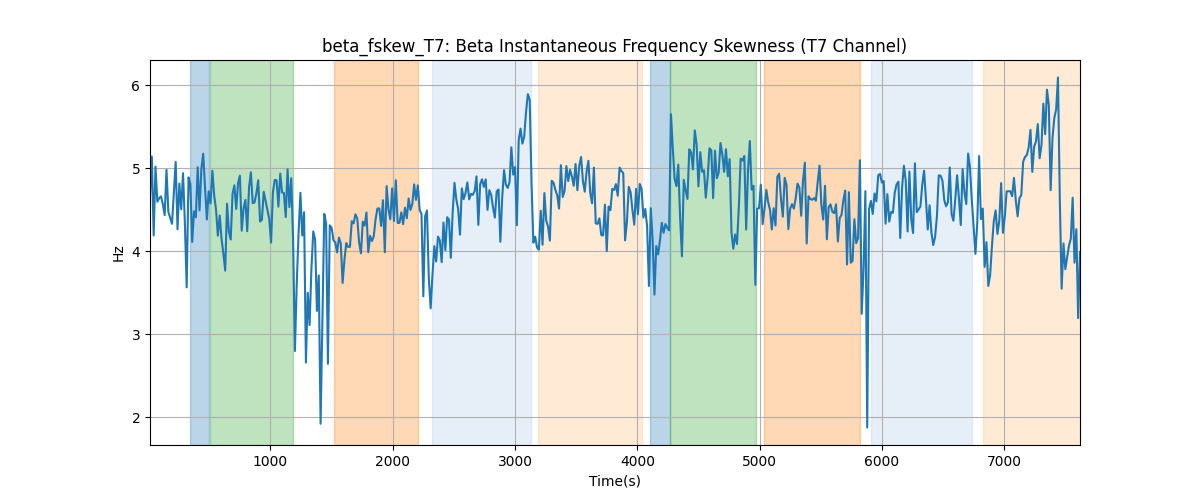 beta_fskew_T7: Beta Instantaneous Frequency Skewness (T7 Channel)
6
5
4
3
2
Hz
1000 2000 3000 4000 5000 6000 7000
Time(s)